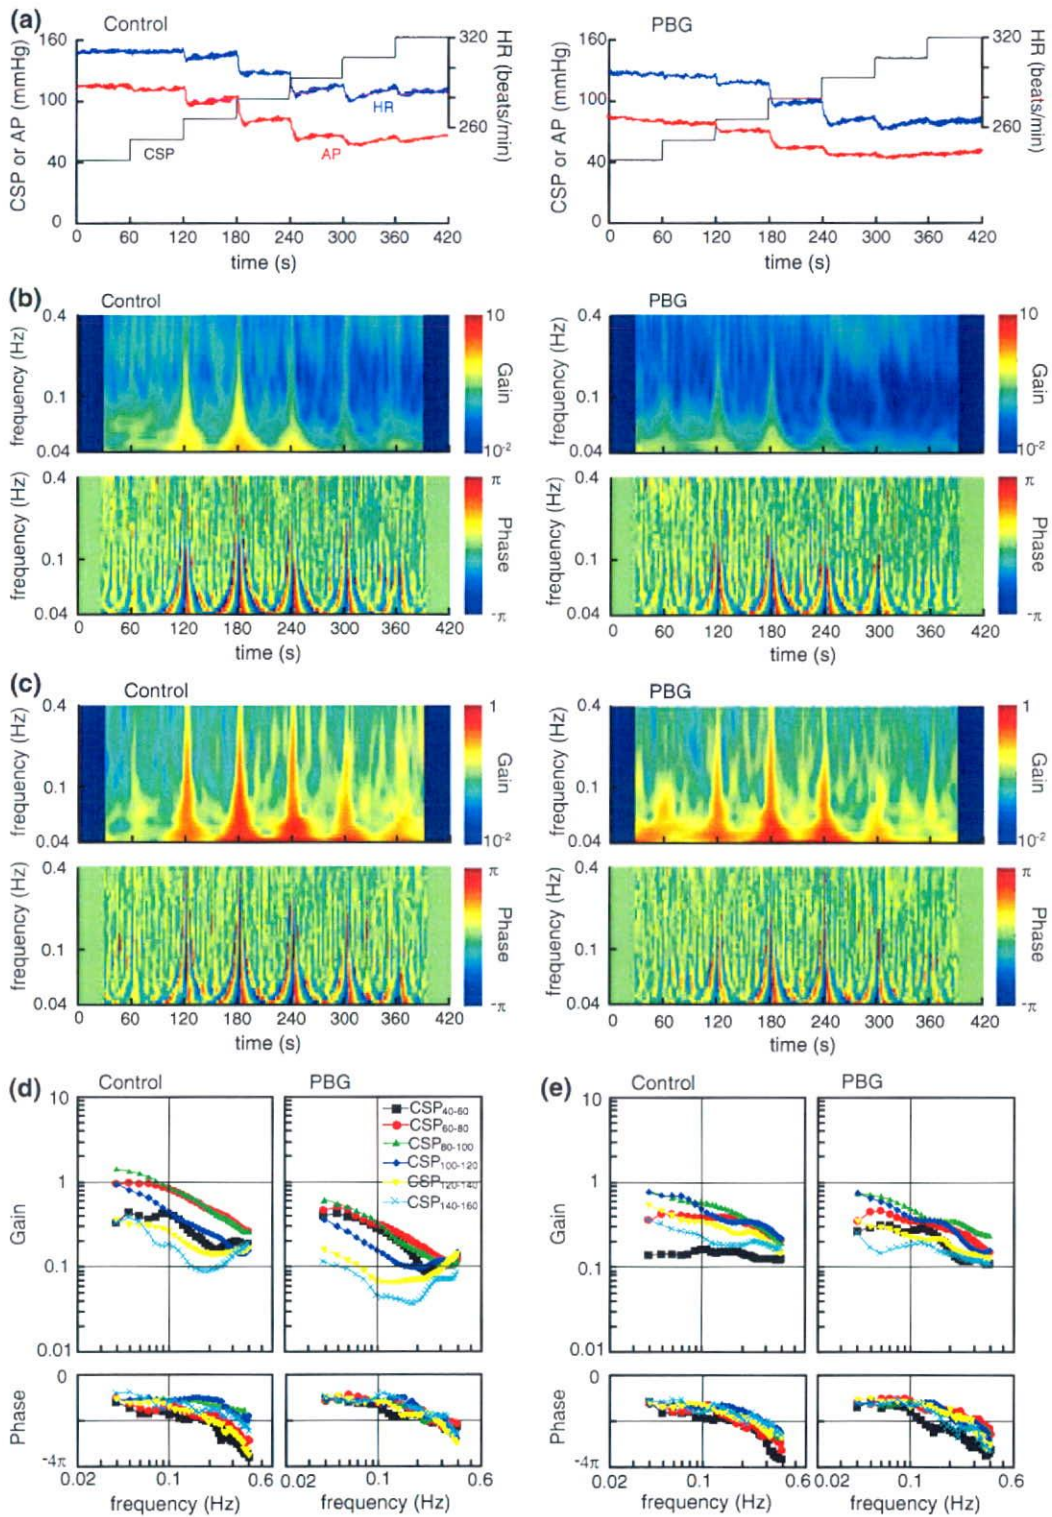 (a)
Control
PBG
160
100
40
0
CSP or AP (mmHg)
320
260
HR (beats/min)
HR
CSP
AP
0 60 120 180 240 300 360 420
time (s)
160
100
40
0
CSP or AP (mmHg)
320
260
HR (beats/min)
0 60 120 180 240 300 360 420
time (s)
(b)
Control
PBG
0.4
0.1
0.04
frequency (Hz)
10
10-2
Gain
0.4
0.1
0.04
frequency (Hz)
10
10-2
Gain
0.4
0.1
0.04
frequency (Hz)
π
-π
Phase
0 60 120 180 240 300 360 420
time (s)
0.4
0.1
0.04
frequency (Hz)
π
-π
Phase
0 60 120 180 240 300 360 420
time (s)
(c)
Control
PBG
0.4
0.1
0.04
frequency (Hz)
1
10-2
Gain
0.4
0.1
0.04
frequency (Hz)
1
10-2
Gain
0.4
0.1
0.04
frequency (Hz)
π
-π
Phase
0 60 120 180 240 300 360 420
time (s)
0.4
0.1
0.04
frequency (Hz)
π
-π
Phase
0 60 120 180 240 300 360 420
time (s)
(d)
Control
PBG
10
1
0.1
0.01
Gain
CSP40-60
CSP60-80
CSP80-100
CSP100-120
CSP120-140
CSP140-160
0
-4π
Phase
0.02 0.1 0.6
0.02 0.1 0.6
frequency (Hz)
frequency (Hz)
(e)
Control
PBG
10
1
0.1
0.01
Gain
0
-4π
Phase
0.02 0.1 0.6
0.02 0.1 0.6
frequency (Hz)
frequency (Hz)